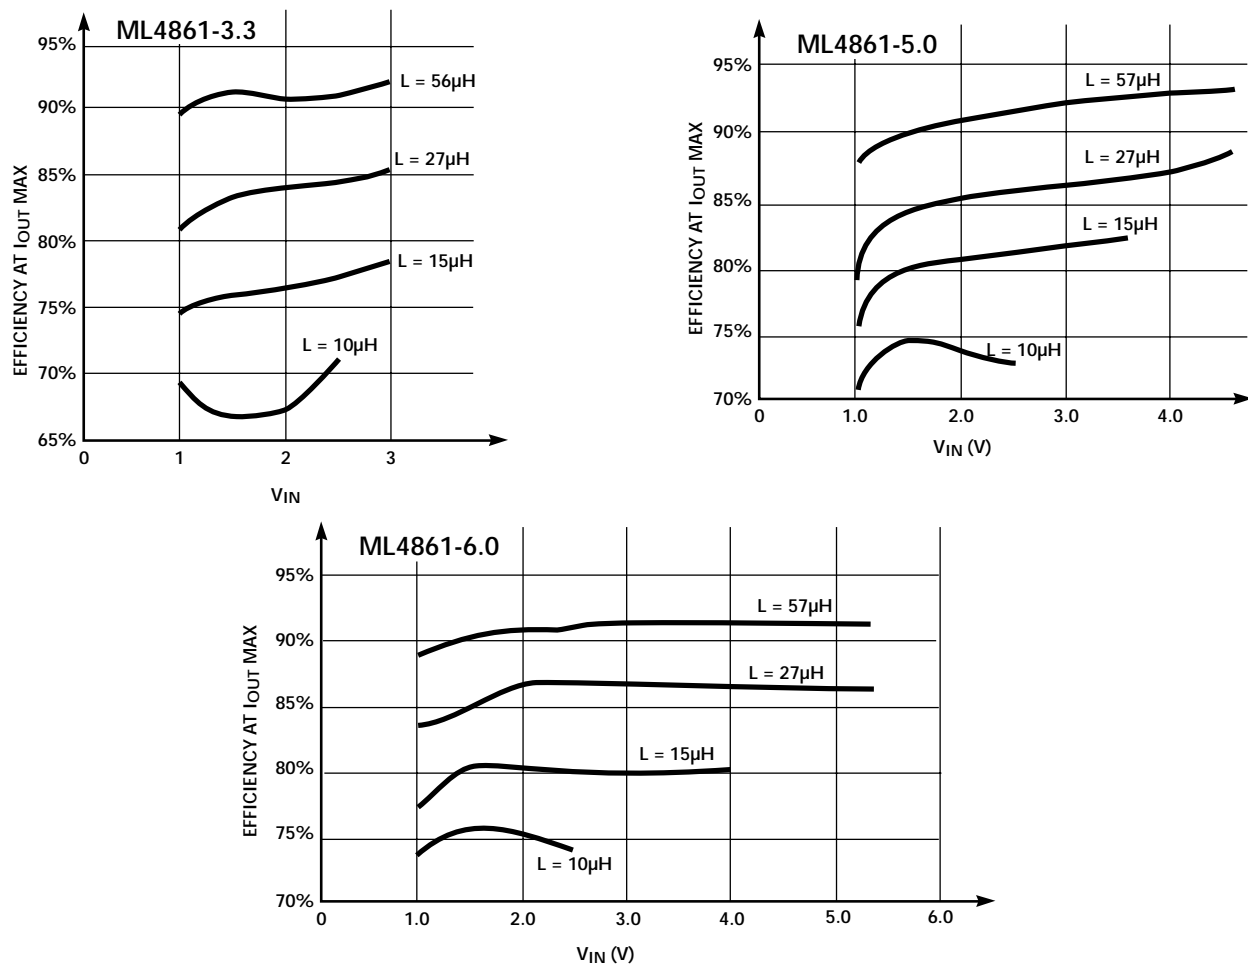 ML4861-3.3
95%
90%
85%
80%
75%
70%
65%
EFFICIENCY AT IOUT MAX
L = 56µH
L = 27µH
L = 15µH
L = 10µH
0 1 2 3
VIN
ML4861-5.0
95%
90%
85%
80%
75%
70%
EFFICIENCY AT IOUT MAX
L = 57µH
L = 27µH
L = 15µH
L = 10µH
0 1.0 2.0 3.0 4.0
VIN (V)
ML4861-6.0
95%
90%
85%
80%
75%
70%
EFFICIENCY AT IOUT MAX
L = 57µH
L = 27µH
L = 15µH
L = 10µH
0 1.0 2.0 3.0 4.0 5.0 6.0
VIN (V)